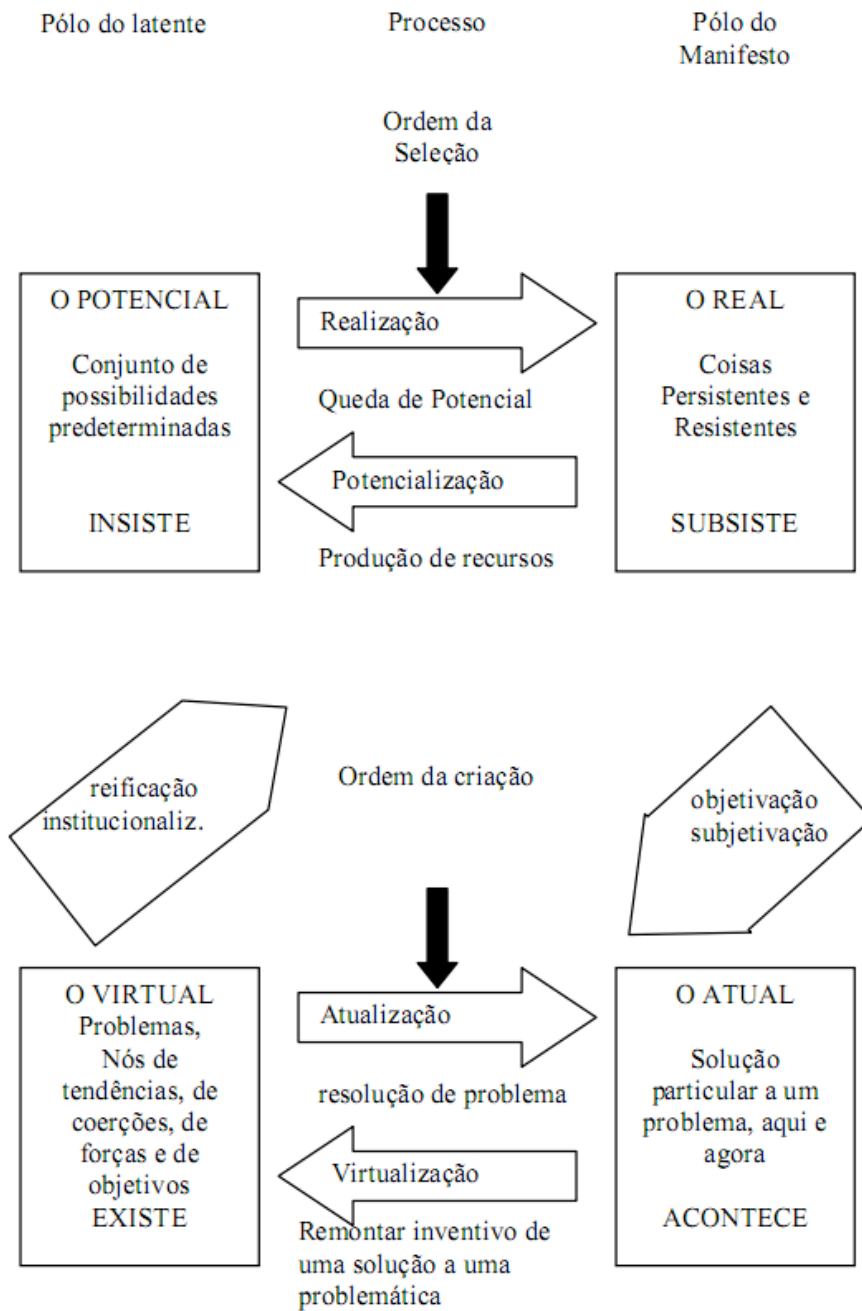 Pólo do latente
Processo
Pólo do
Manifesto
Ordem da
Seleção
O POTENCIAL
Conjunto de
possibilidades
predeterminadas
INSISTE
Realização
Queda de Potencial
Potencialização
Produção de recursos
O REAL
Coisas
Persistentes e
Resistentes
SUBSISTE
reificação
institucionaliz.
Ordem da criação
objetivação
subjetivação
O VIRTUAL
Problemas,
Nós de
tendências, de
coerções, de
forças e de
objetivos
EXISTE
Atualização
resolução de problema
Virtualização
Remontar inventivo de
uma solução a uma
problemática
O ATUAL
Solução
particular a um
problema, aqui e
agora
ACONTECE